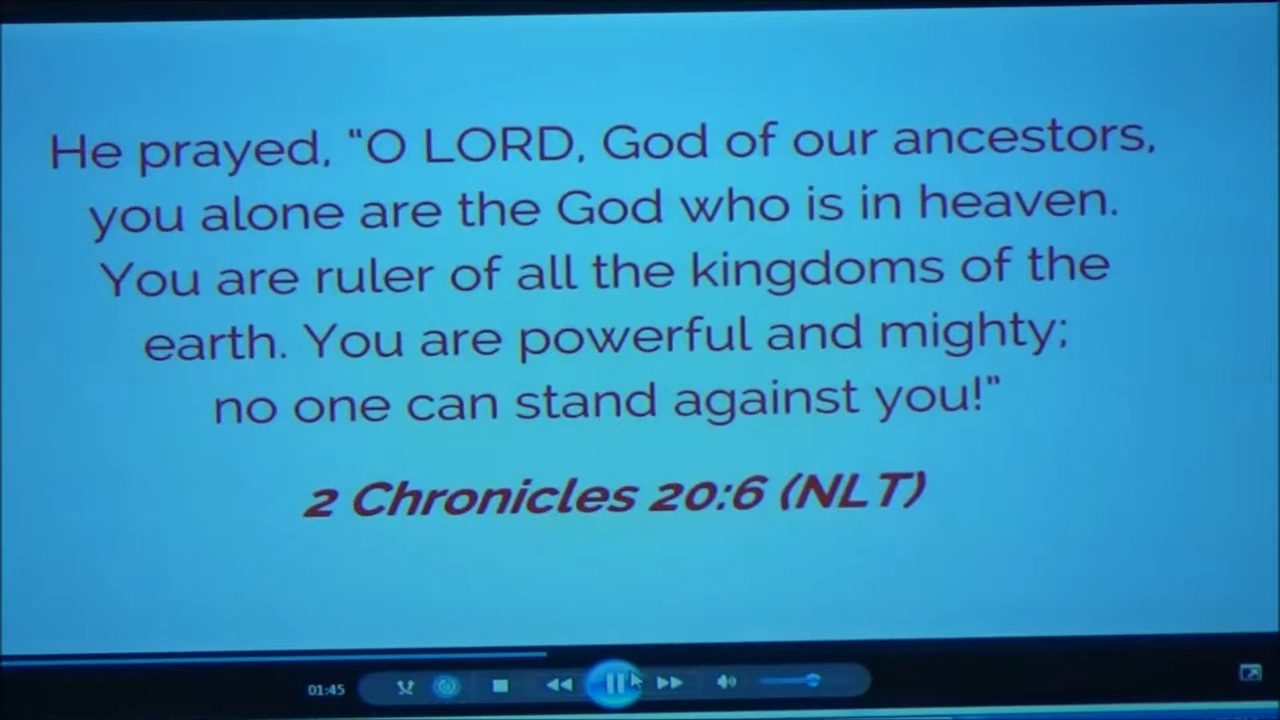 He prayed, “O LORD, God of our ancestors,
you alone are the God who is in heaven.
You are ruler of all the kingdoms of the
earth. You are powerful and mighty;
no one can stand against you!”
2 Chronicles 20:6 (NLT)
01:45